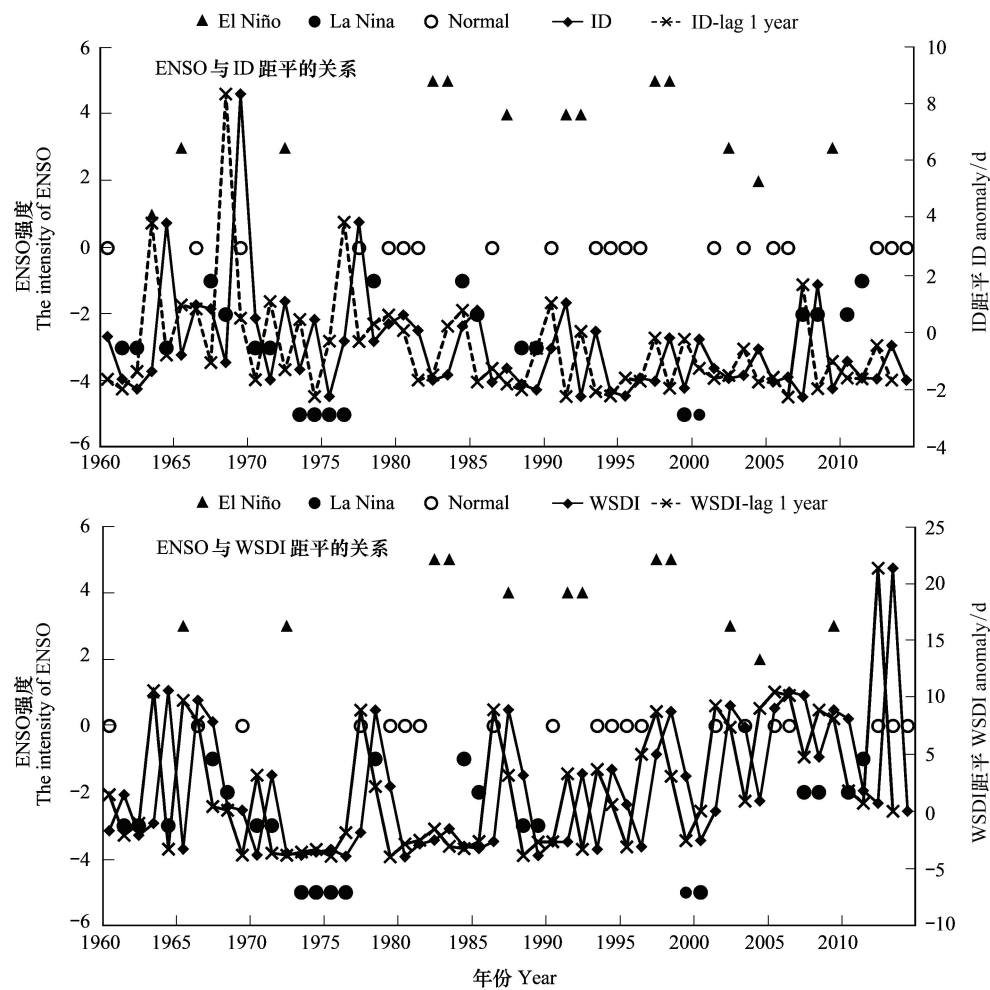 El Niño La Nina Normal ID ID-lag 1 year
ENSO与ID距平的关系
6
4
2
0
−2
−4
−6
ENSO强度
The intensity of ENSO
10
8
6
4
2
0
−2
−4
ID距平 ID anomaly/d
1960 1965 1970 1975 1980 1985 1990 1995 2000 2005 2010
El Niño La Nina Normal WSDI WSDI-lag 1 year
ENSO与WSDI距平的关系
6
4
2
0
−2
−4
−6
ENSO强度
The intensity of ENSO
25
20
15
10
5
0
−5
−10
WSDI距平 WSDI anomaly/d
1960 1965 1970 1975 1980 1985 1990 1995 2000 2005 2010
年份 Year